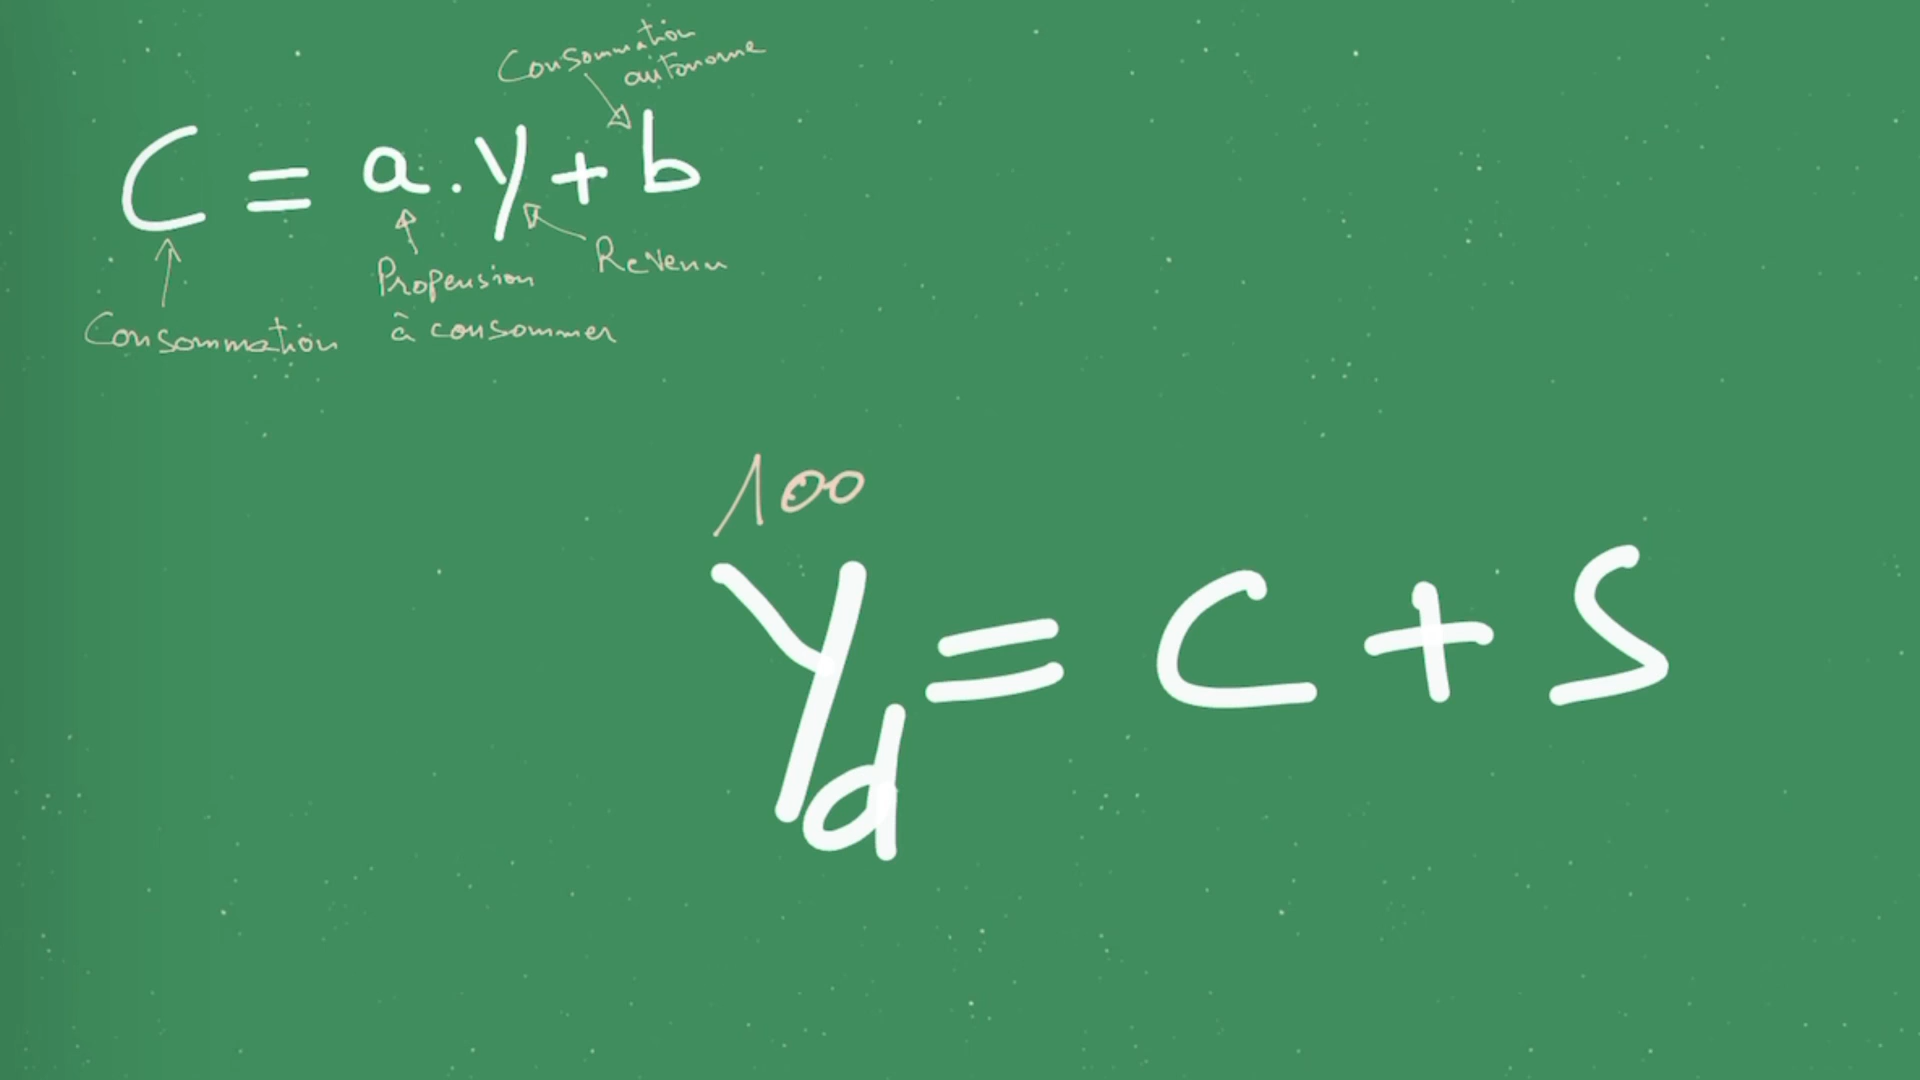 Consommation
autonome
C = a . y + b
Revenu
Propension
à consommer
Consommation
100
Yd = C + S